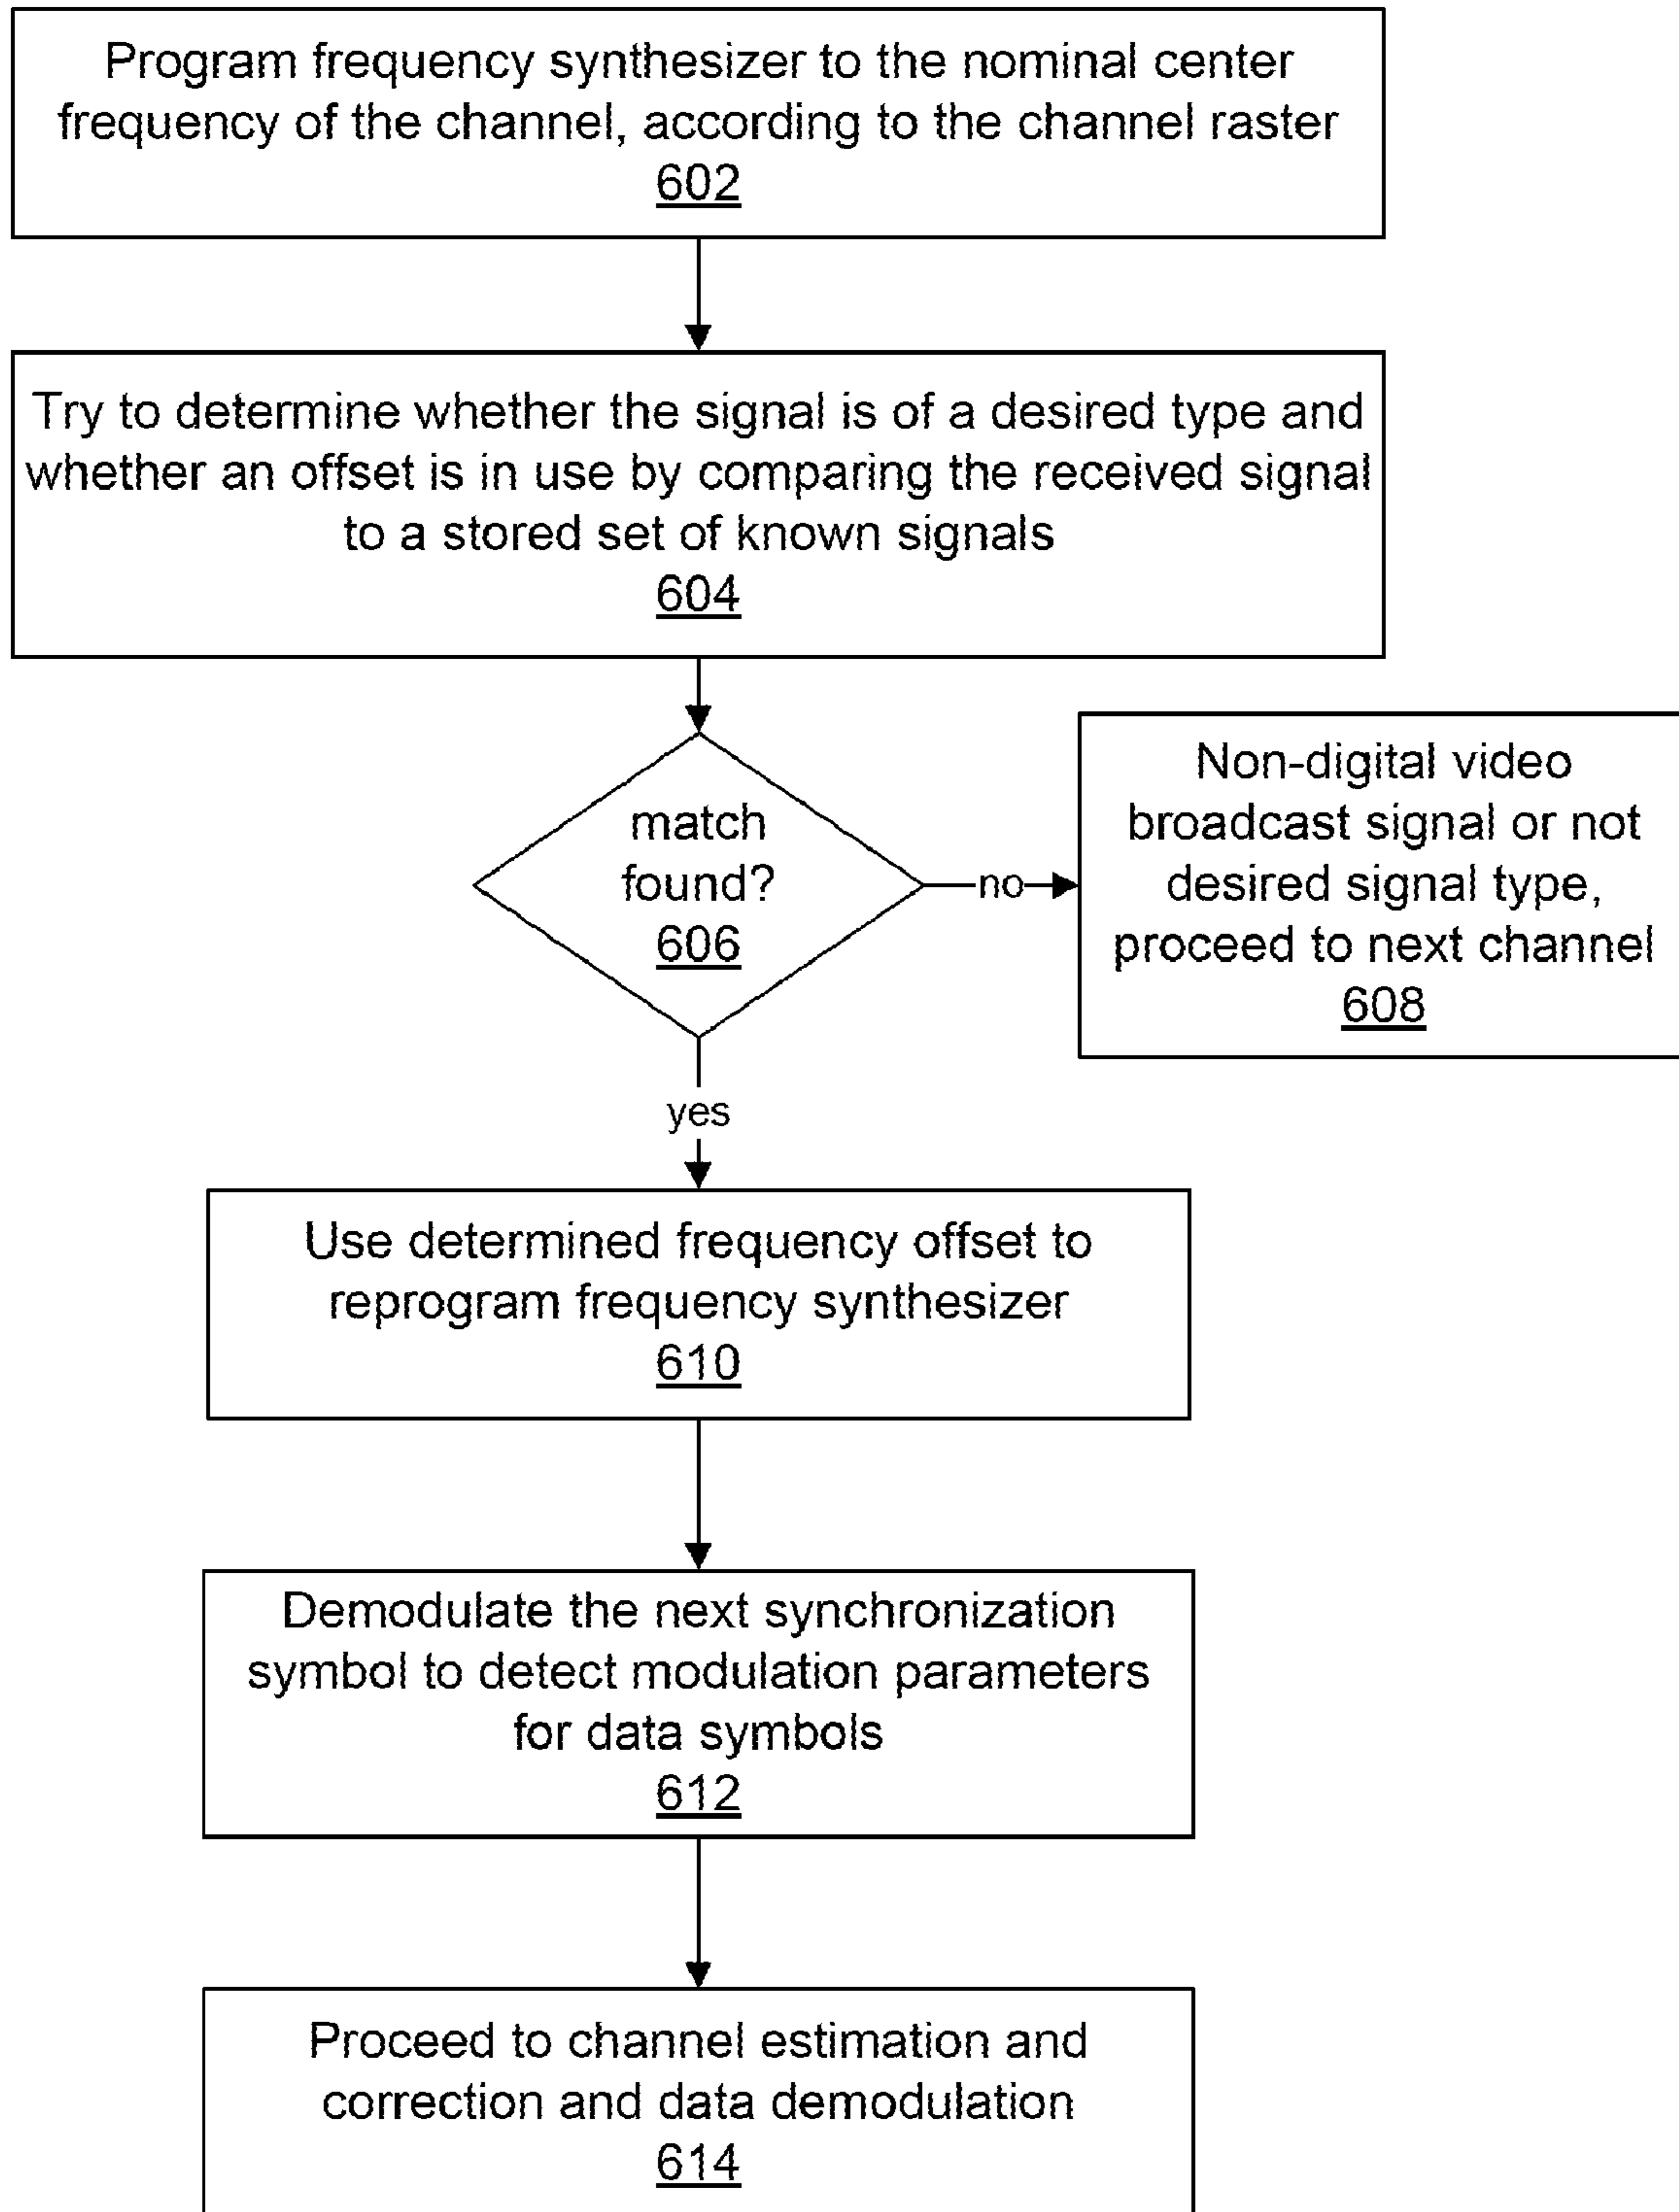 Program frequency synthesizer to the nominal center
frequency of the channel, according to the channel raster
602
Try to determine whether the signal is of a desired type and
whether an offset is in use by comparing the received signal
to a stored set of known signals
604
match
found?
606
no
Non-digital video
broadcast signal or not
desired signal type,
proceed to next channel
608
yes
Use determined frequency offset to
reprogram frequency synthesizer
610
Demodulate the next synchronization
symbol to detect modulation parameters
for data symbols
612
Proceed to channel estimation and
correction and data demodulation
614